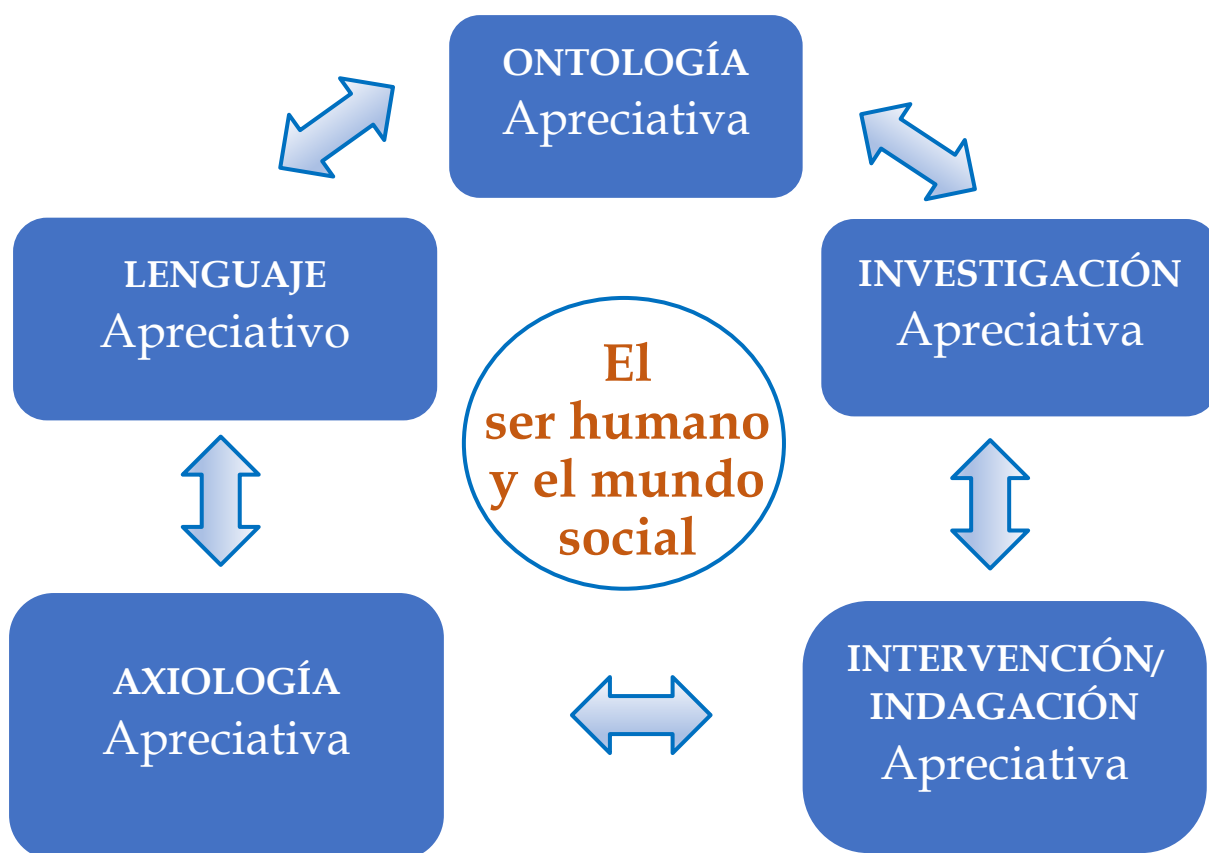 ONTOLOGÍA
Apreciativa
LENGUAJE
Apreciativo
INVESTIGACIÓN
Apreciativa
El
ser humano
y el mundo
social
AXIOLOGÍA
Apreciativa
INTERVENCIÓN/
INDAGACIÓN
Apreciativa